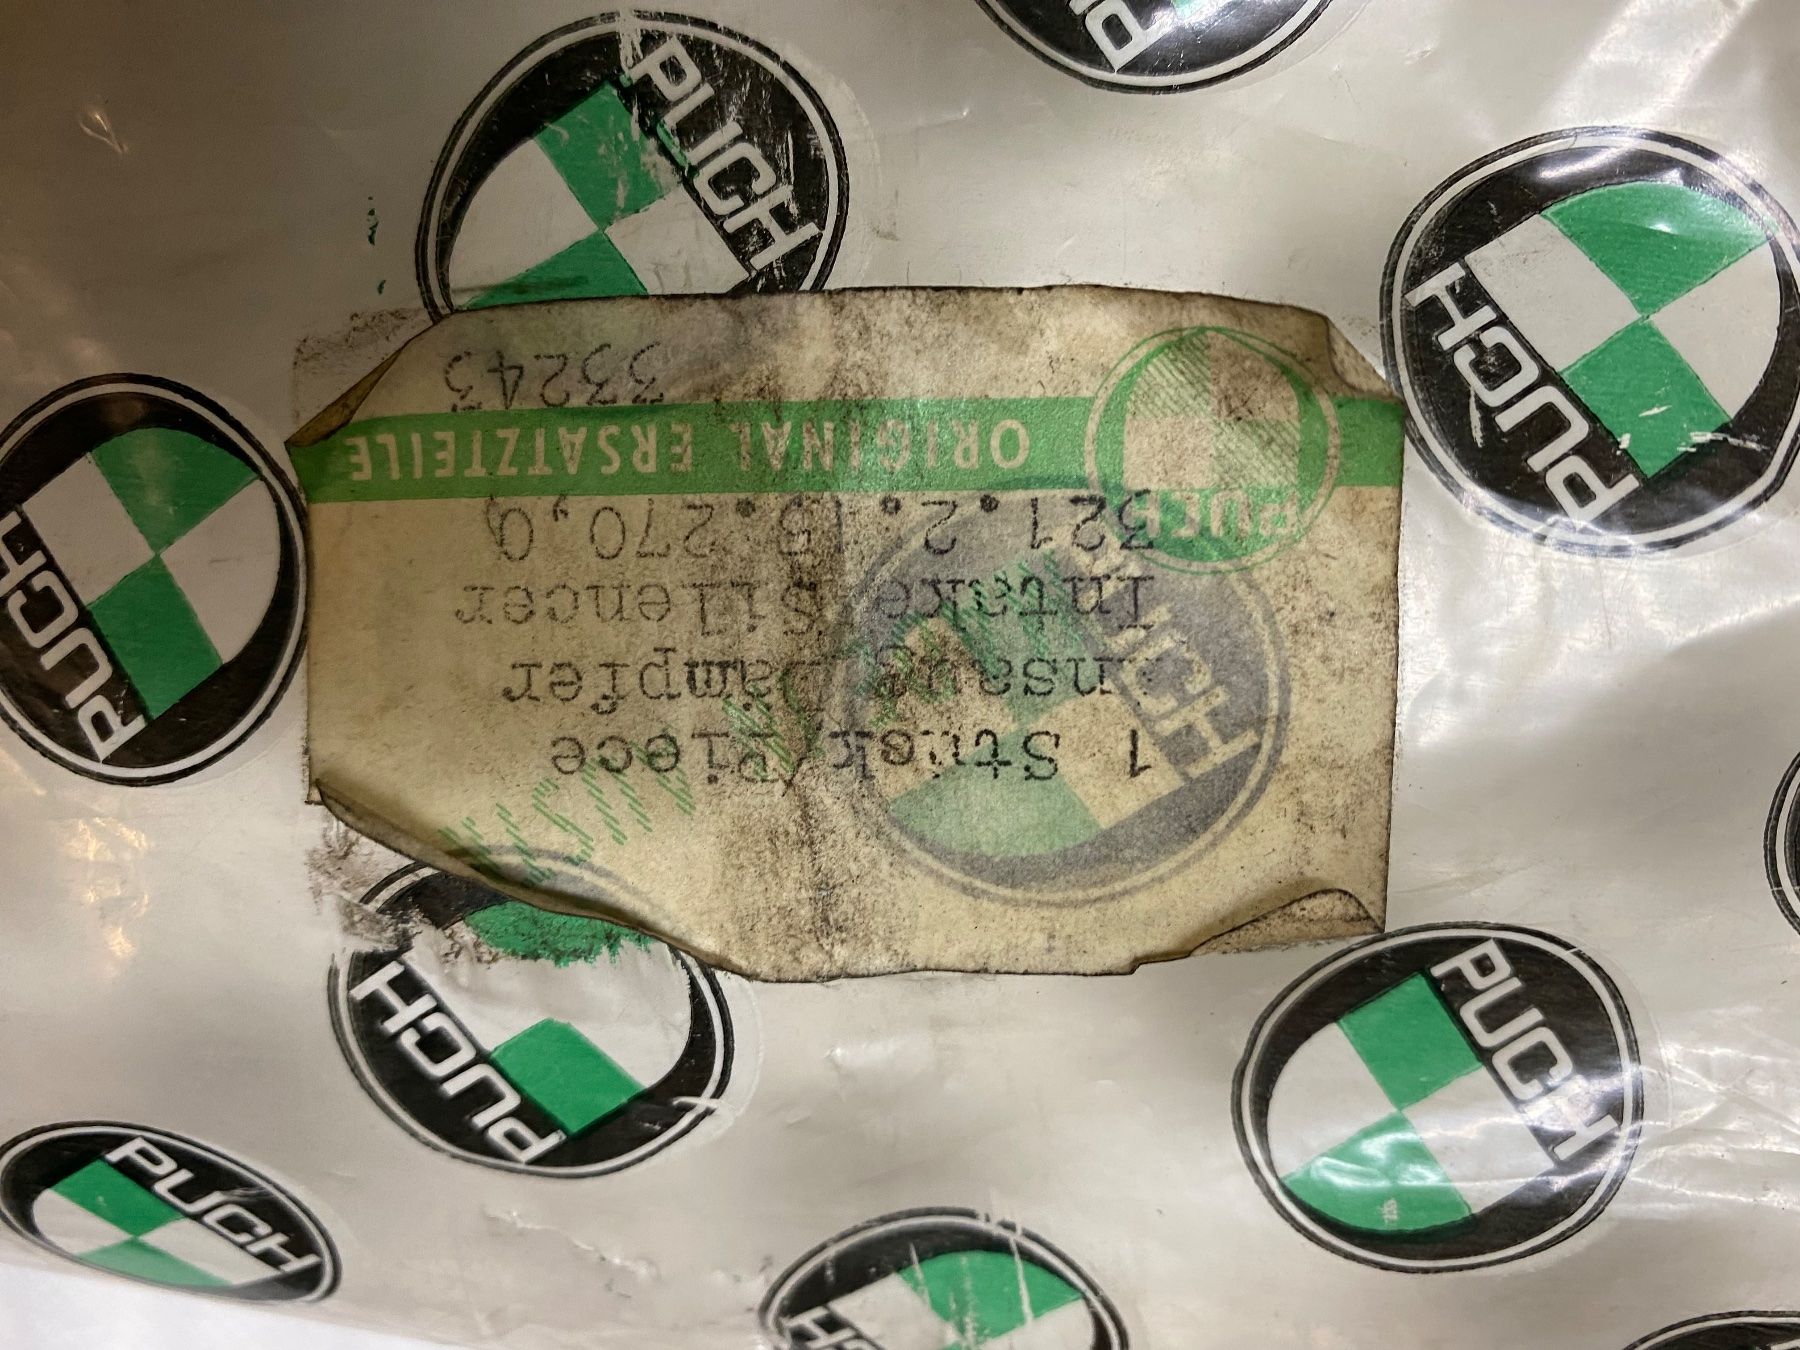 1 Stück/Piece
Ansaug Dämpfer
Intake Silencer
321.2.15.270,0
PUCH ORIGINAL ERSATZTEILE
33243
PUCH
PUCH
PUCH
PUCH
PUCH
PUCH
PUCH